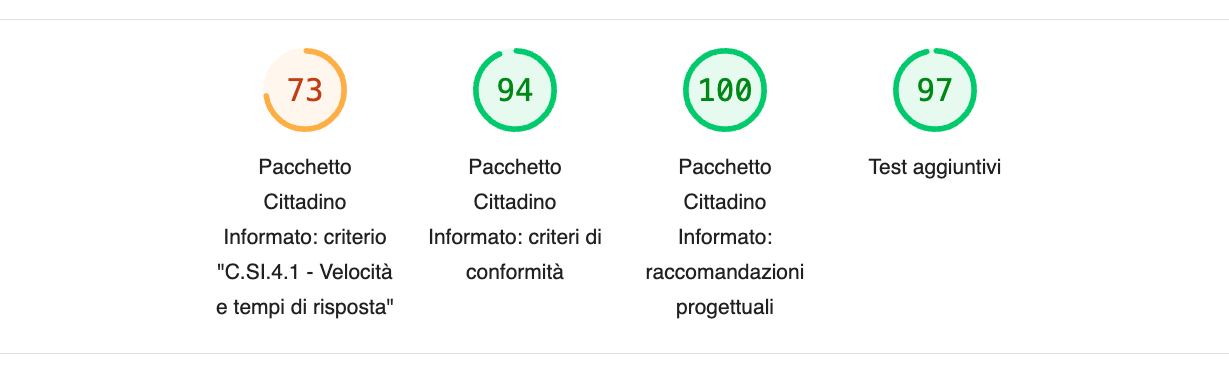 73
Pacchetto
Cittadino
Informato: criterio
"C.SI.4.1 - Velocità
e tempi di risposta"
94
Pacchetto
Cittadino
Informato: criteri di
conformità
100
Pacchetto
Cittadino
Informato:
raccomandazioni
progettuali
97
Test aggiuntivi